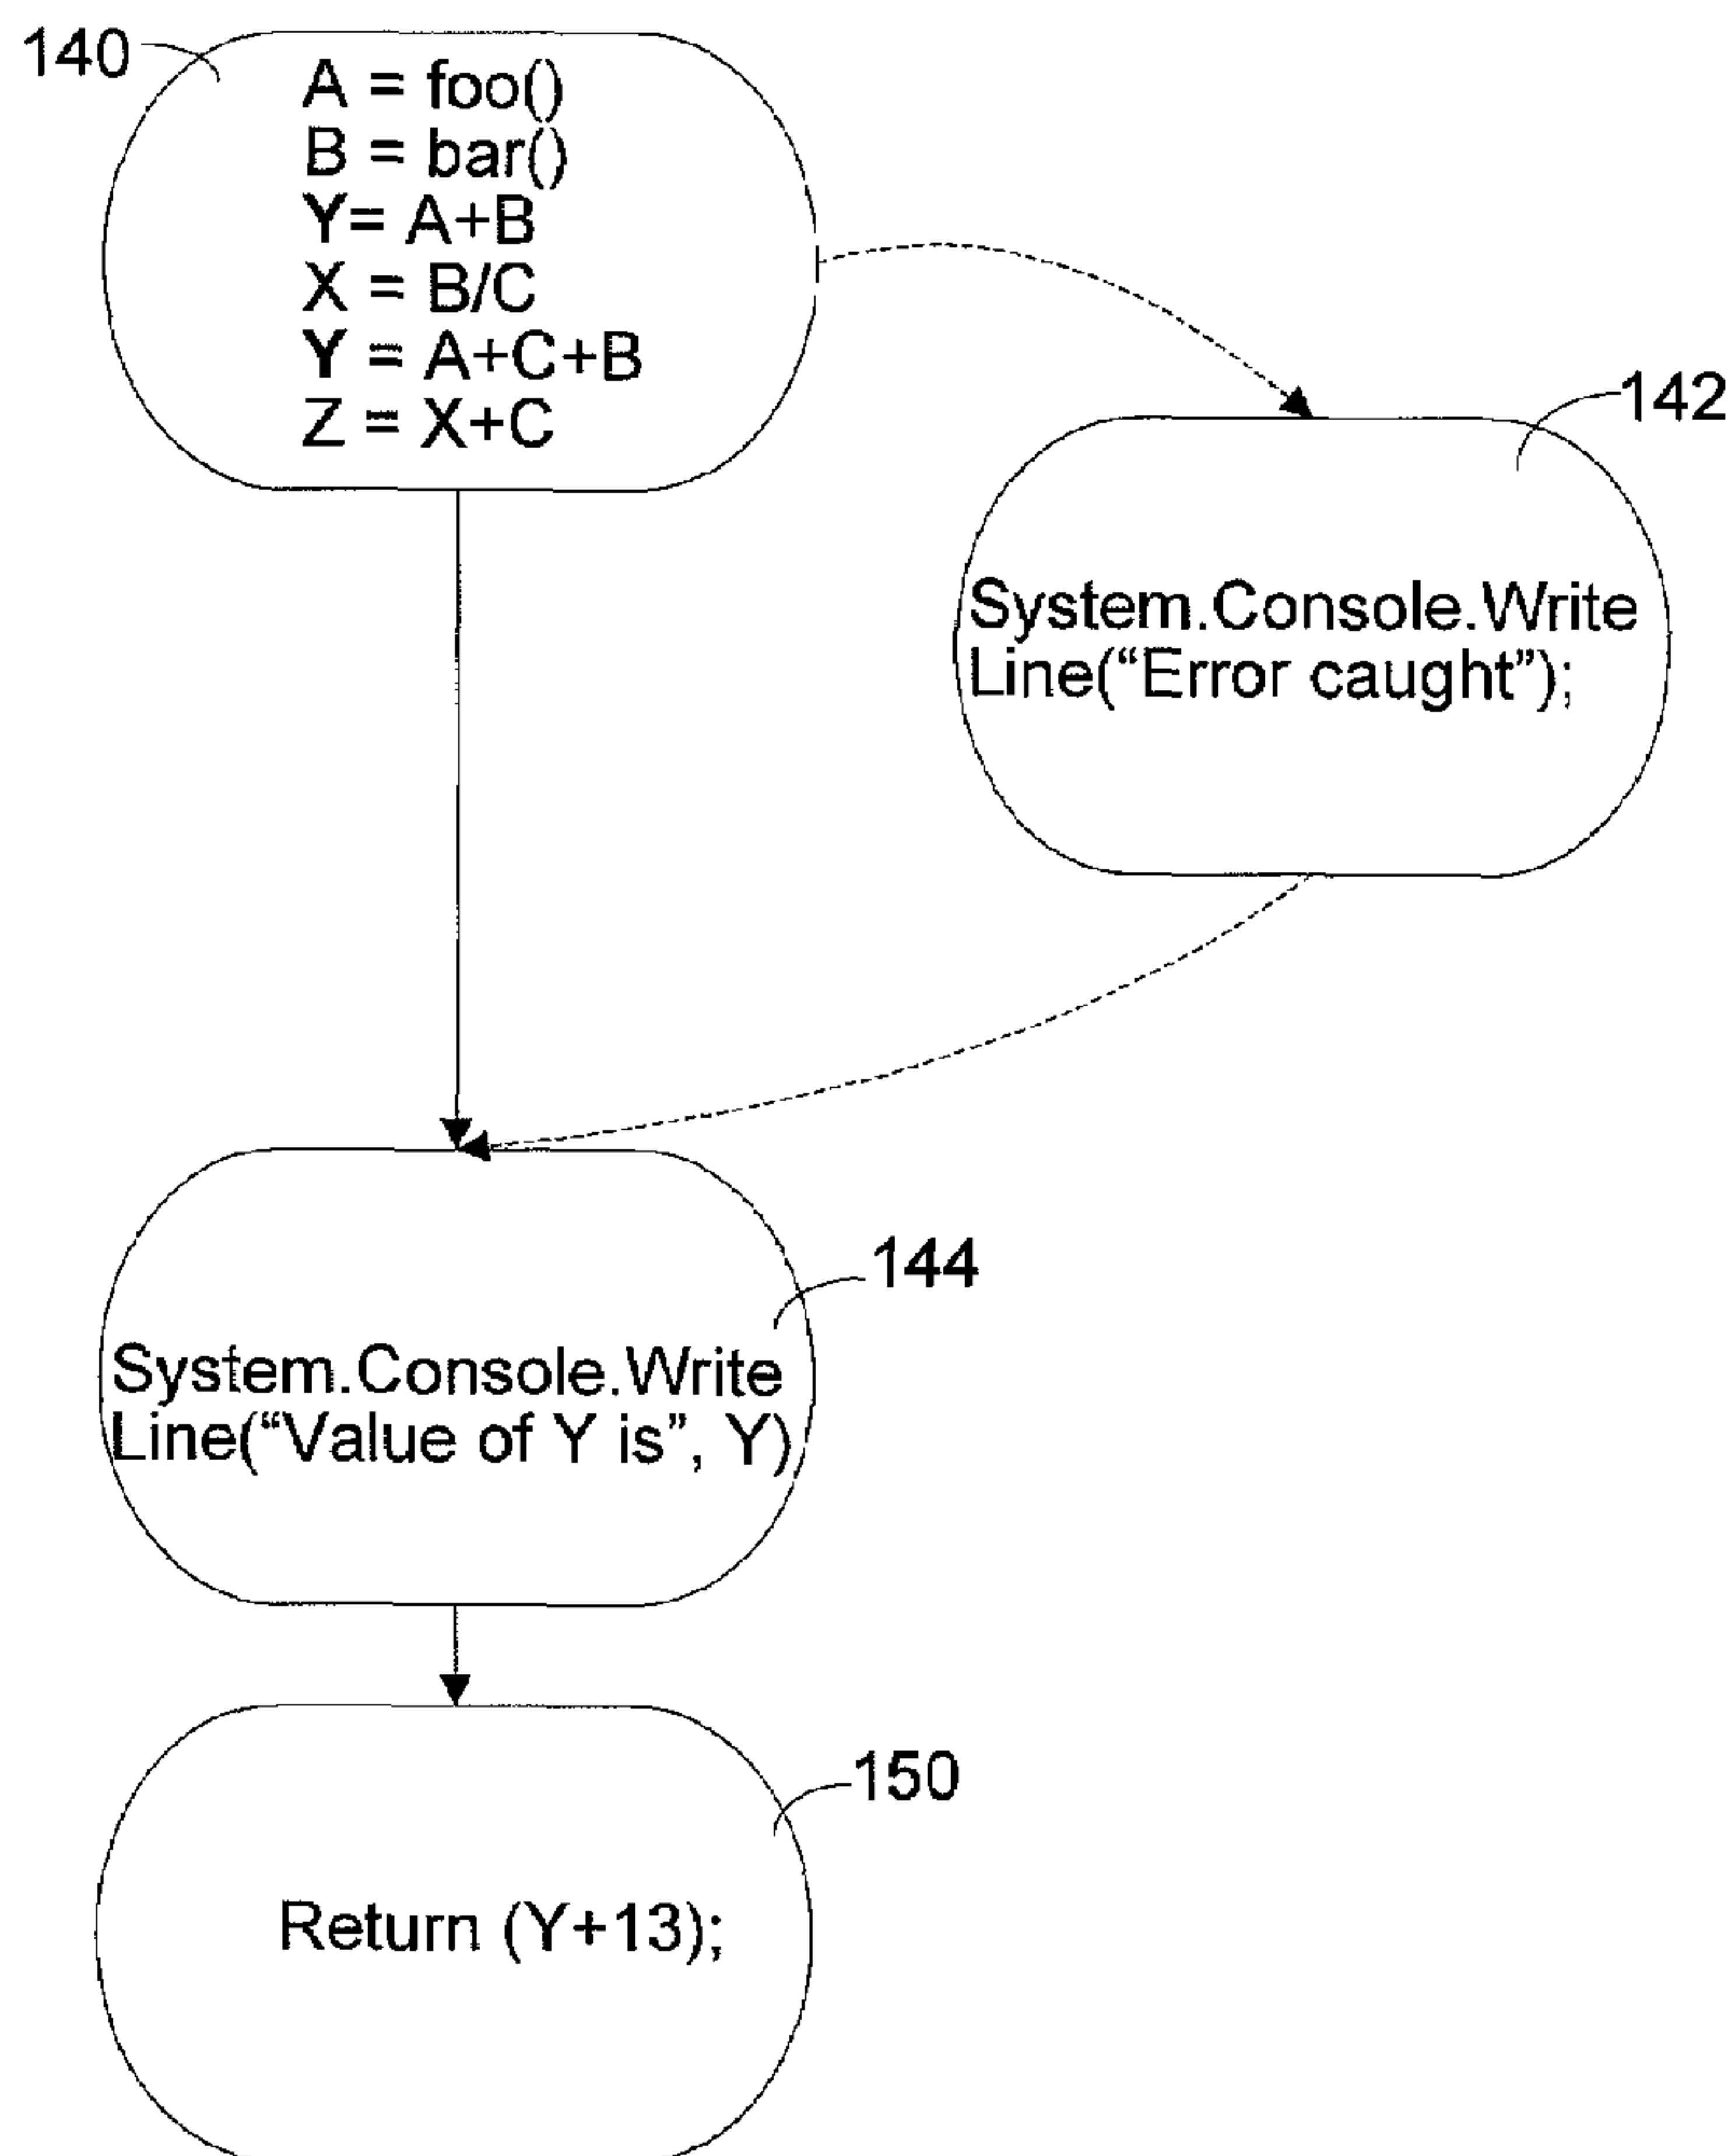 140
A = foo()
B = bar()
Y= A+B
X = B/C
Y = A+C+B
Z = X+C
142
System.Console.Write
Line(“Error caught”);
144
System.Console.Write
Line(“Value of Y is”, Y)
150
Return (Y+13);